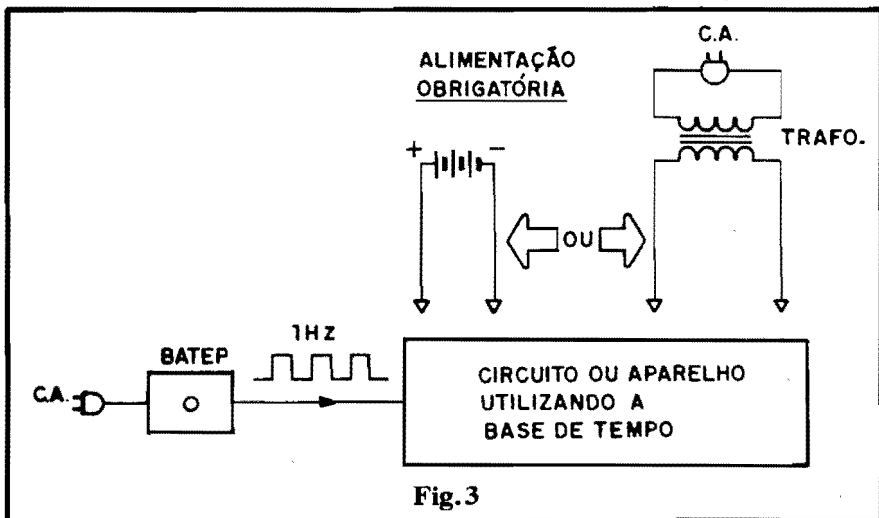 C.A.
ALIMENTAÇÃO
OBRIGATÓRIA
TRAFO.
+ −
OU
1Hz
BATEP
C.A.
CIRCUITO OU APARELHO
UTILIZANDO A
BASE DE TEMPO
Fig.3